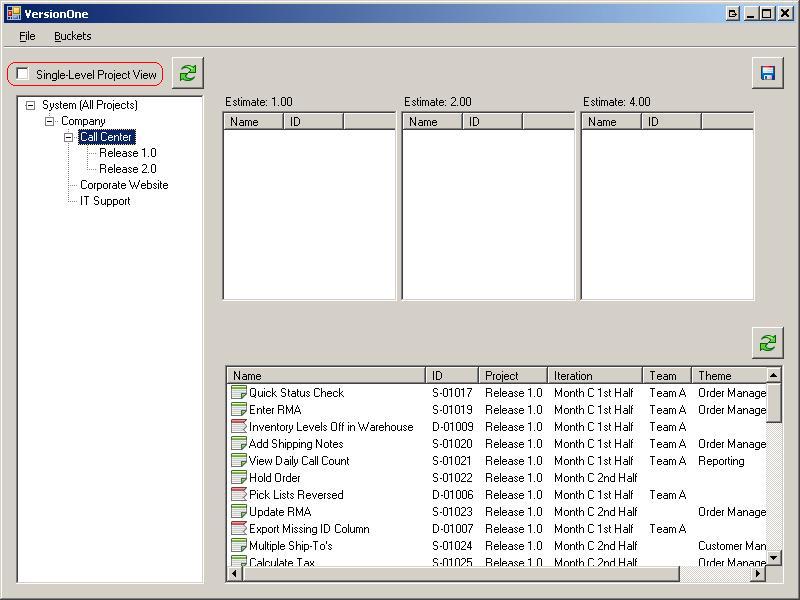 VersionOne
File Buckets
Single-Level Project View
System (All Projects)
Company
Call Center
Release 1.0
Release 2.0
Corporate Website
IT Support
Estimate: 1.00 Estimate: 2.00 Estimate: 4.00
Name ID Name ID Name ID
Name ID Project Iteration Team Theme
Quick Status Check S-01017 Release 1.0 Month C 1st Half Team A Order Manage
Enter RMA S-01019 Release 1.0 Month C 1st Half Team A Order Manage
Inventory Levels Off in Warehouse D-01009 Release 1.0 Month C 1st Half Team A
Add Shipping Notes S-01020 Release 1.0 Month C 1st Half Team A Order Manage
View Daily Call Count S-01021 Release 1.0 Month C 1st Half Team A Reporting
Hold Order S-01022 Release 1.0 Month C 2nd Half
Pick Lists Reversed D-01006 Release 1.0 Month C 1st Half Team A
Update RMA S-01023 Release 1.0 Month C 2nd Half Order Manage
Export Missing ID Column D-01007 Release 1.0 Month C 1st Half Team A
Multiple Ship-To's S-01024 Release 1.0 Month C 2nd Half Customer Man
Calculate Tax S-01025 Release 1.0 Month C 2nd Half Order Manage